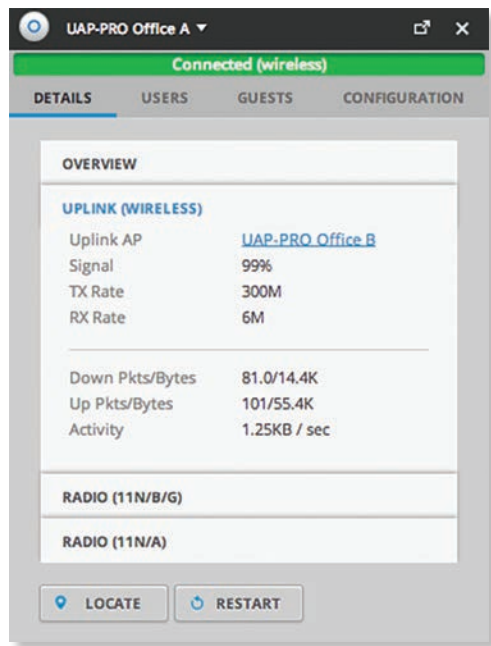 UAP-PRO Office A
Connected (wireless)
DETAILS USERS GUESTS CONFIGURATION
OVERVIEW
UPLINK (WIRELESS)
Uplink AP UAP-PRO Office B
Signal 99%
TX Rate 300M
RX Rate 6M
Down Pkts/Bytes 81.0/14.4K
Up Pkts/Bytes 101/55.4K
Activity 1.25KB / sec
RADIO (11N/B/G)
RADIO (11N/A)
LOCATE RESTART